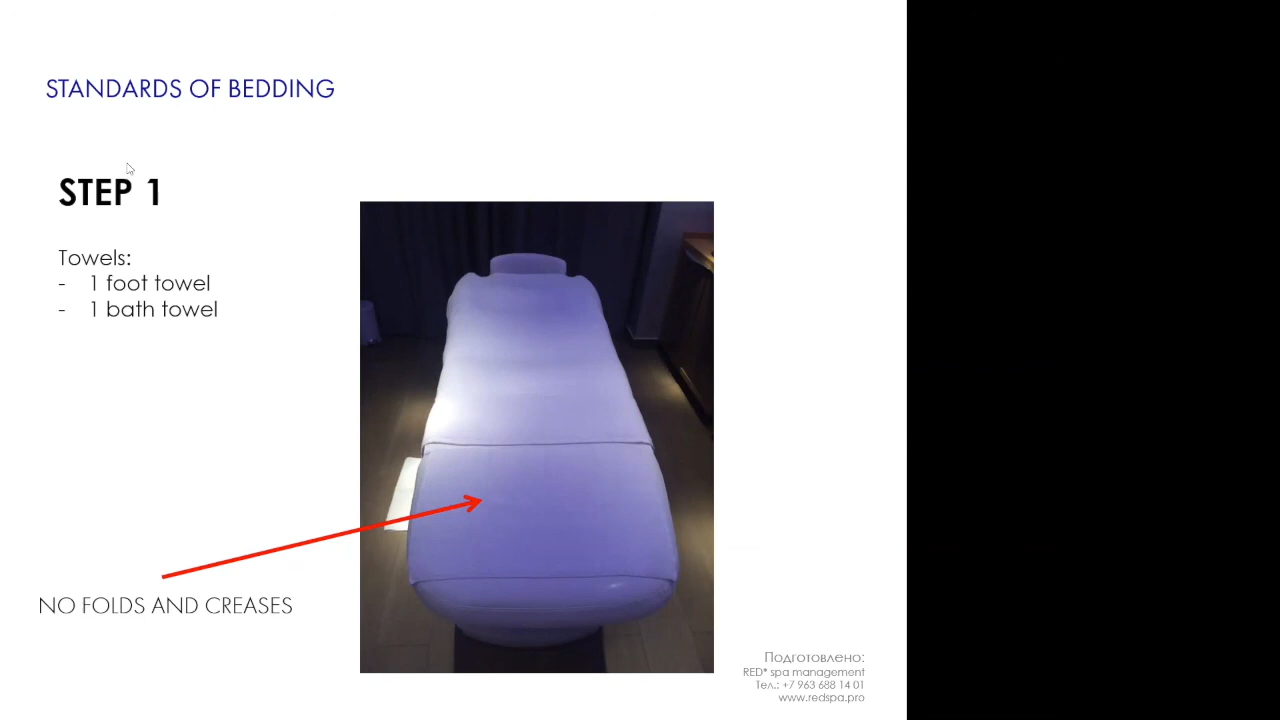 STANDARDS OF BEDDING
STEP 1
Towels:
- 1 foot towel
- 1 bath towel
NO FOLDS AND CREASES
Подготовлено:
RED* spa management
Тел.: +7 963 688 14 01
www.redspa.pro